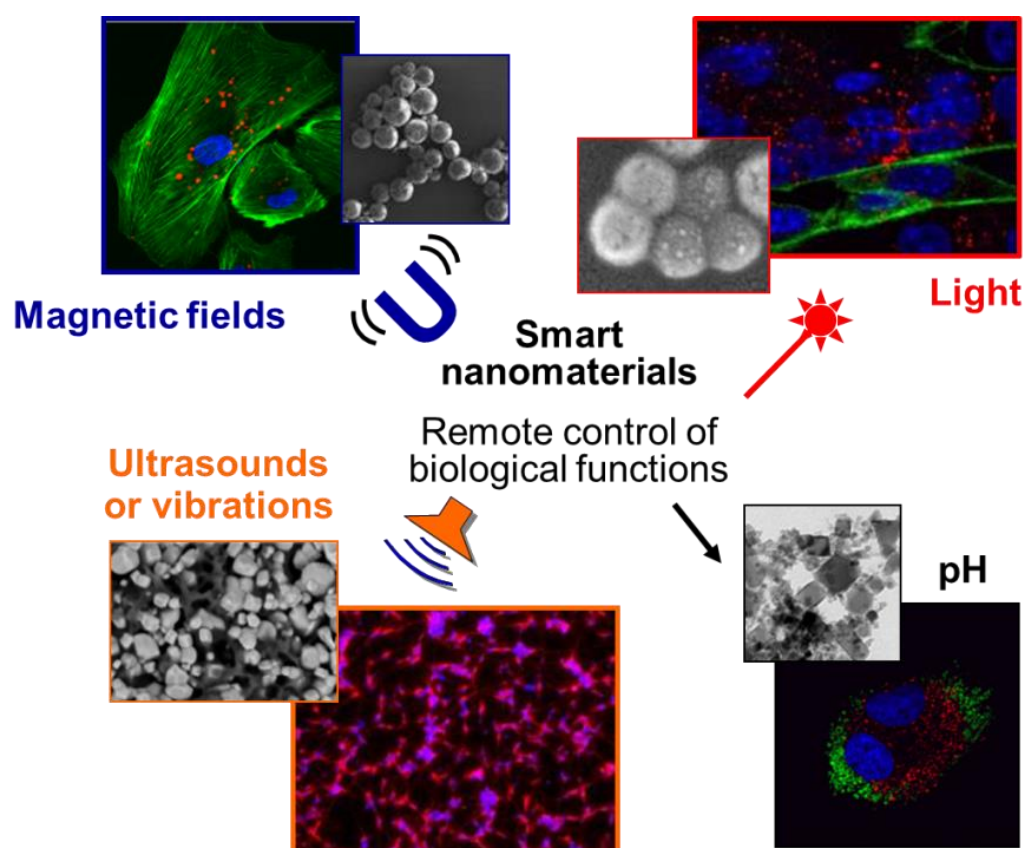 Magnetic fields
Light
Smart
nanomaterials
Remote control of
biological functions
Ultrasounds
or vibrations
pH